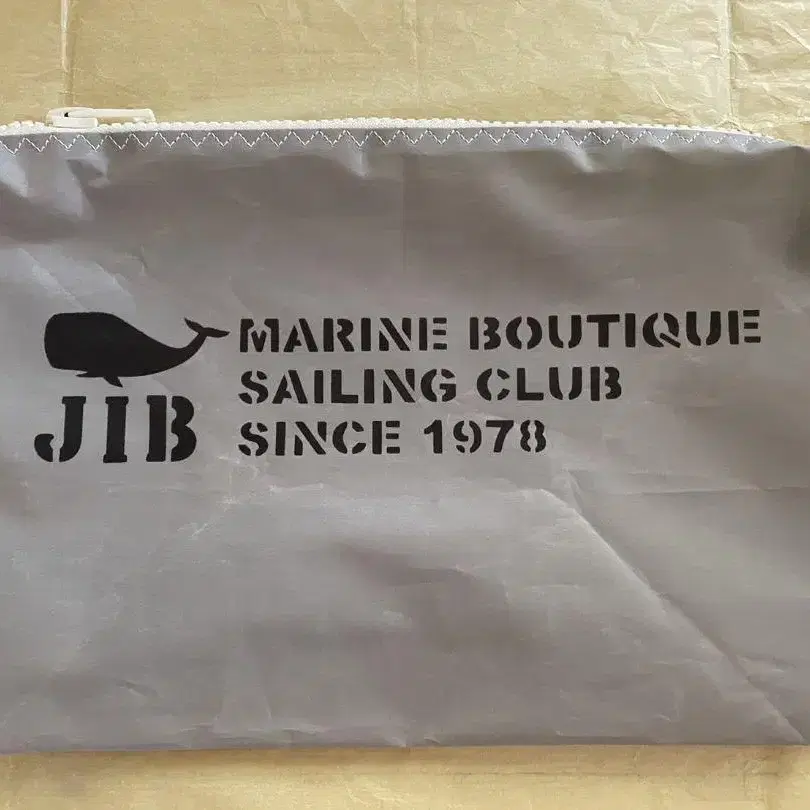 JIB
MARINE BOUTIQUE
SAILING CLUB
SINCE 1978